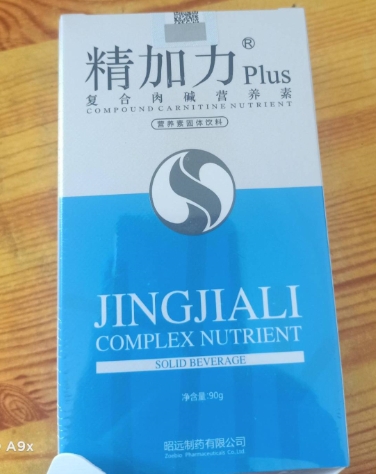 精加力® Plus
复合肉碱营养素
COMPOUND CARNITINE NUTRIENT
营养素固体饮料
JINGJIALI
COMPLEX NUTRIENT
SOLID BEVERAGE
净含量:90g
昭远制药有限公司
A9x